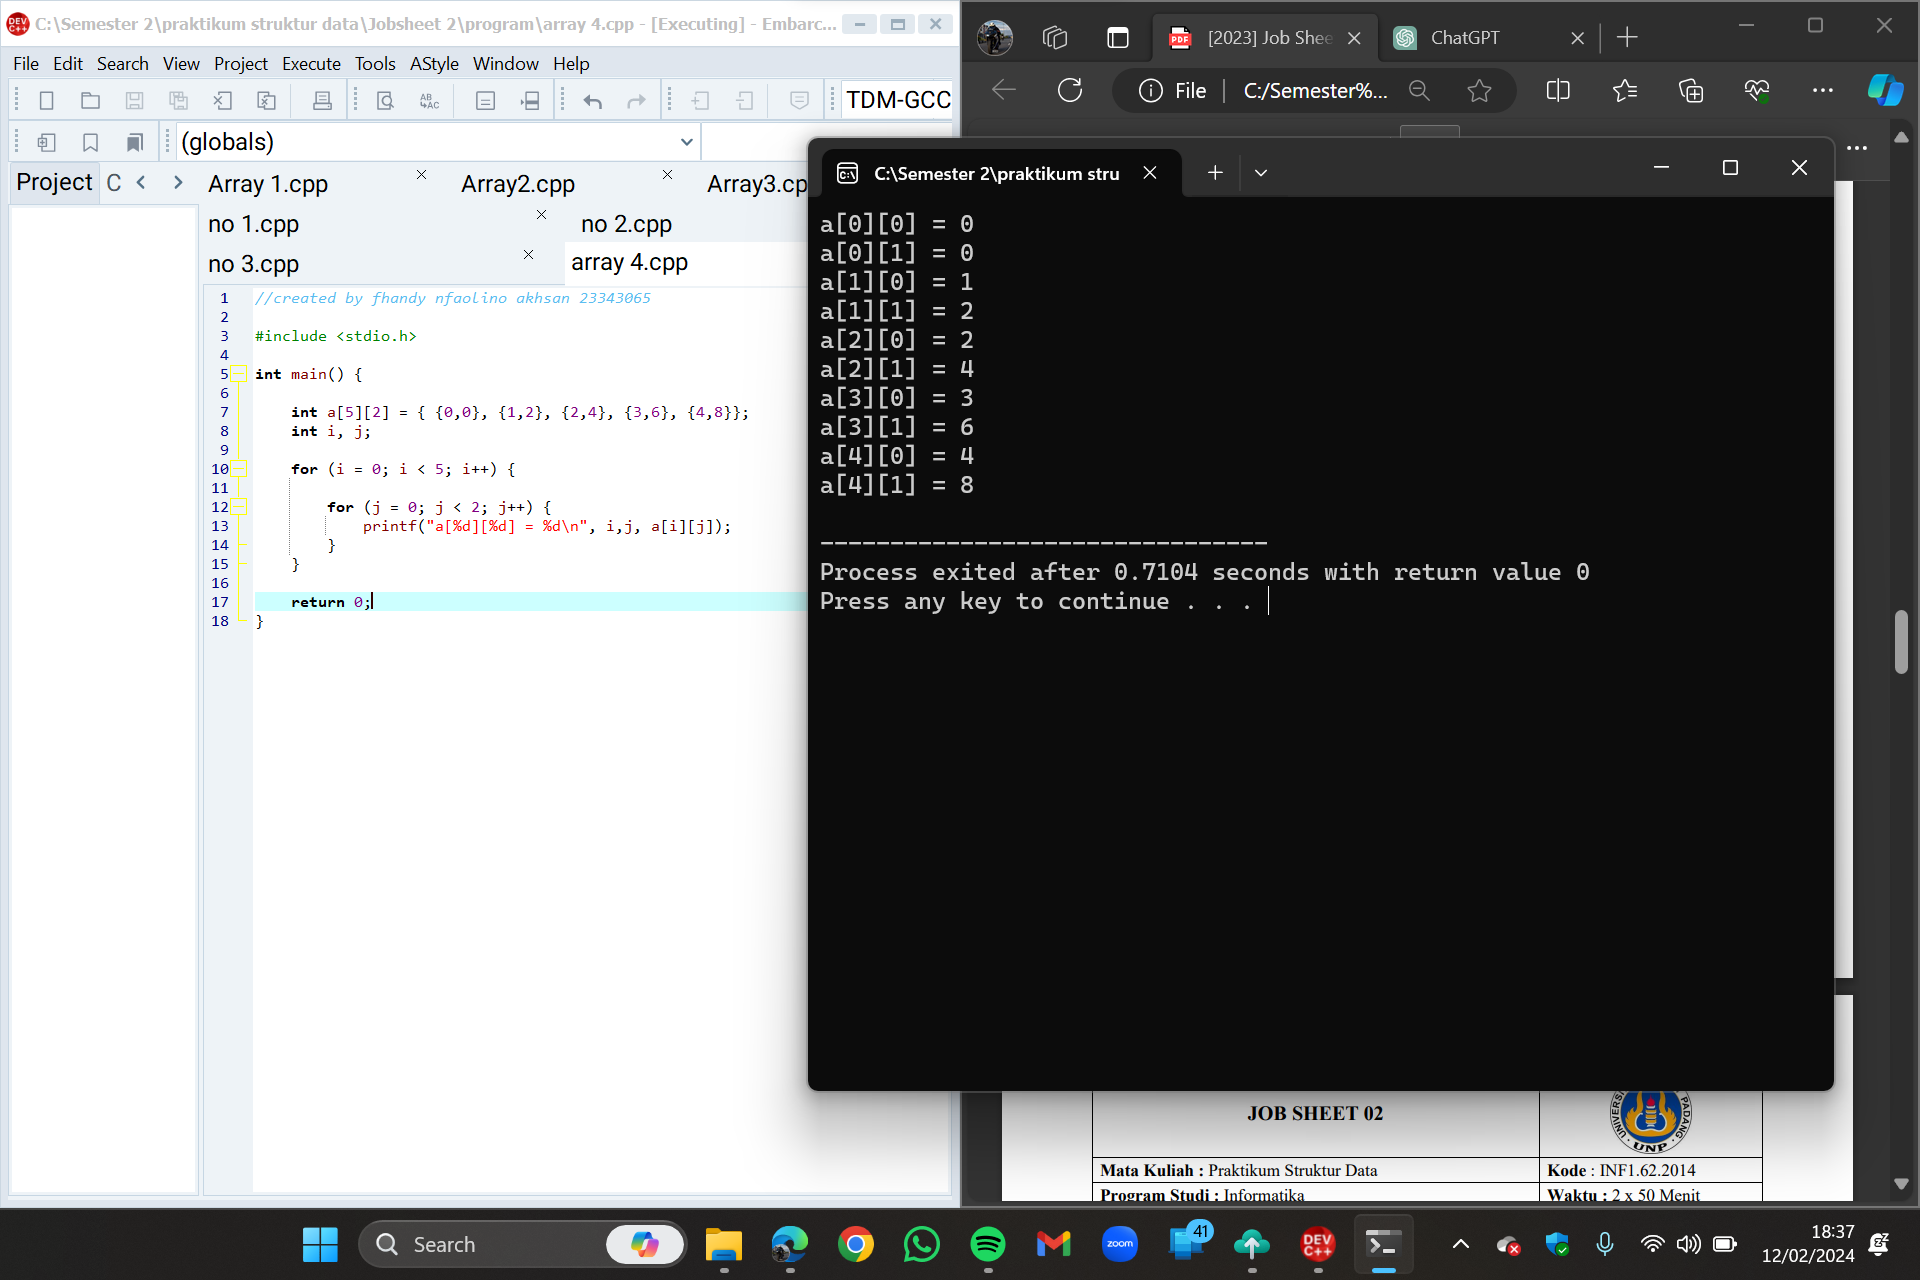 C:\Semester 2\praktikum struktur data\Jobsheet 2\program\array 4.cpp - [Executing] - Embarc...
File Edit Search View Project Execute Tools AStyle Window Help
TDM-GCC
(globals)
Project C
Array 1.cpp Array2.cpp Array3.cp
no 1.cpp no 2.cpp
no 3.cpp array 4.cpp
1 //created by fhandy nfaolino akhsan 23343065
2
3 #include <stdio.h>
4
5 int main() {
6
7 int a[5][2] = { {0,0}, {1,2}, {2,4}, {3,6}, {4,8}};
8 int i, j;
9
10 for (i = 0; i < 5; i++) {
11
12 for (j = 0; j < 2; j++) {
13 printf("a[%d][%d] = %d\n", i,j, a[i][j]);
14 }
15 }
16
17 return 0;
18 }
[2023] Job Shee
ChatGPT
File C:/Semester%...
C:\Semester 2\praktikum stru
a[0][0] = 0
a[0][1] = 0
a[1][0] = 1
a[1][1] = 2
a[2][0] = 2
a[2][1] = 4
a[3][0] = 3
a[3][1] = 6
a[4][0] = 4
a[4][1] = 8
--------------------------------
Process exited after 0.7104 seconds with return value 0
Press any key to continue . . .
JOB SHEET 02
PADANG
UNP
Mata Kuliah : Praktikum Struktur Data Kode : INF1.62.2014
Program Studi : Informatika Waktu : 2 x 50 Menit
Search
zoom
41
DEV C++
18:37
12/02/2024